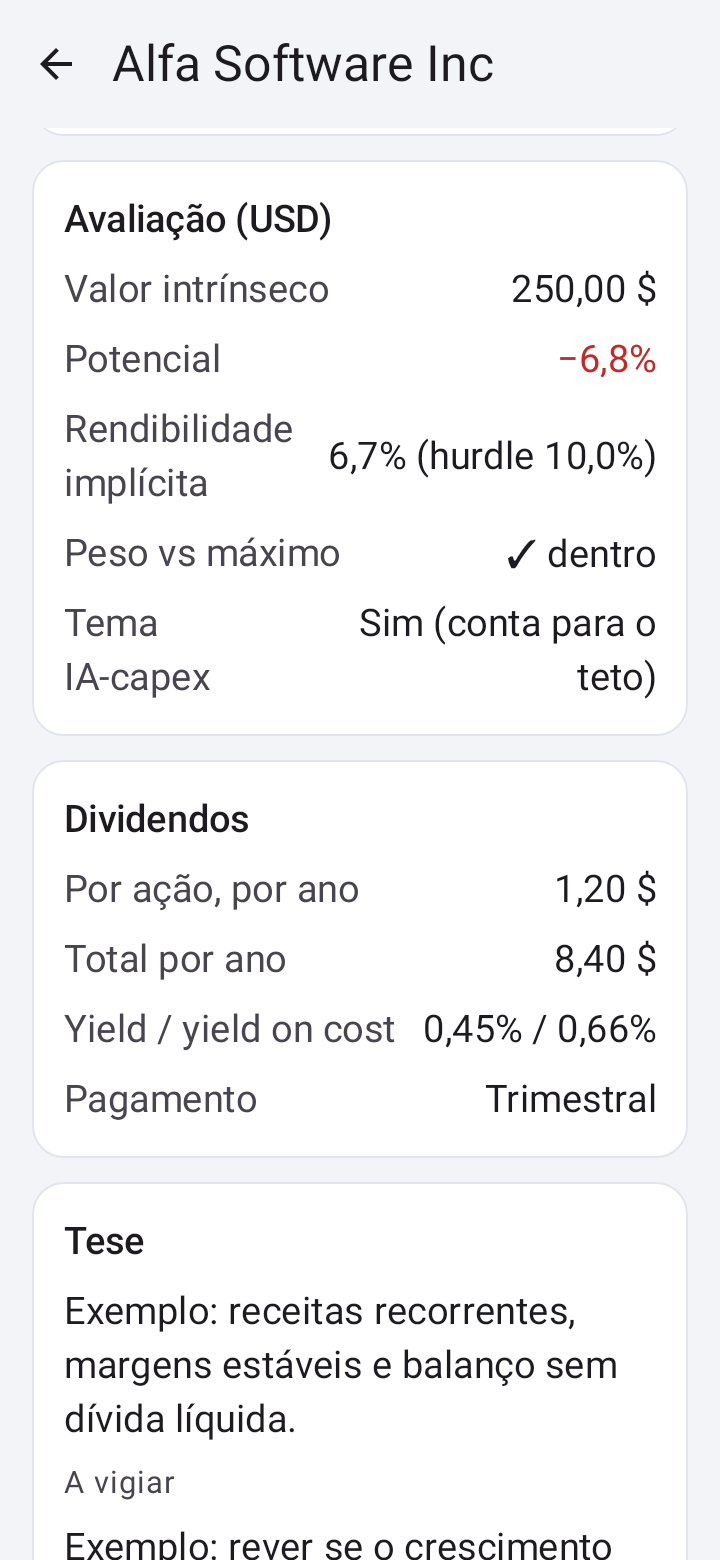 Alfa Software Inc
Avaliação (USD)
Valor intrínseco 250,00 $
Potencial −6,8%
Rendibilidade
implícita 6,7% (hurdle 10,0%)
Peso vs máximo ✓ dentro
Tema Sim (conta para o
IA-capex teto)
Dividendos
Por ação, por ano 1,20 $
Total por ano 8,40 $
Yield / yield on cost 0,45% / 0,66%
Pagamento Trimestral
Tese
Exemplo: receitas recorrentes,
margens estáveis e balanço sem
dívida líquida.
A vigiar
Exemplo: rever se o crescimento